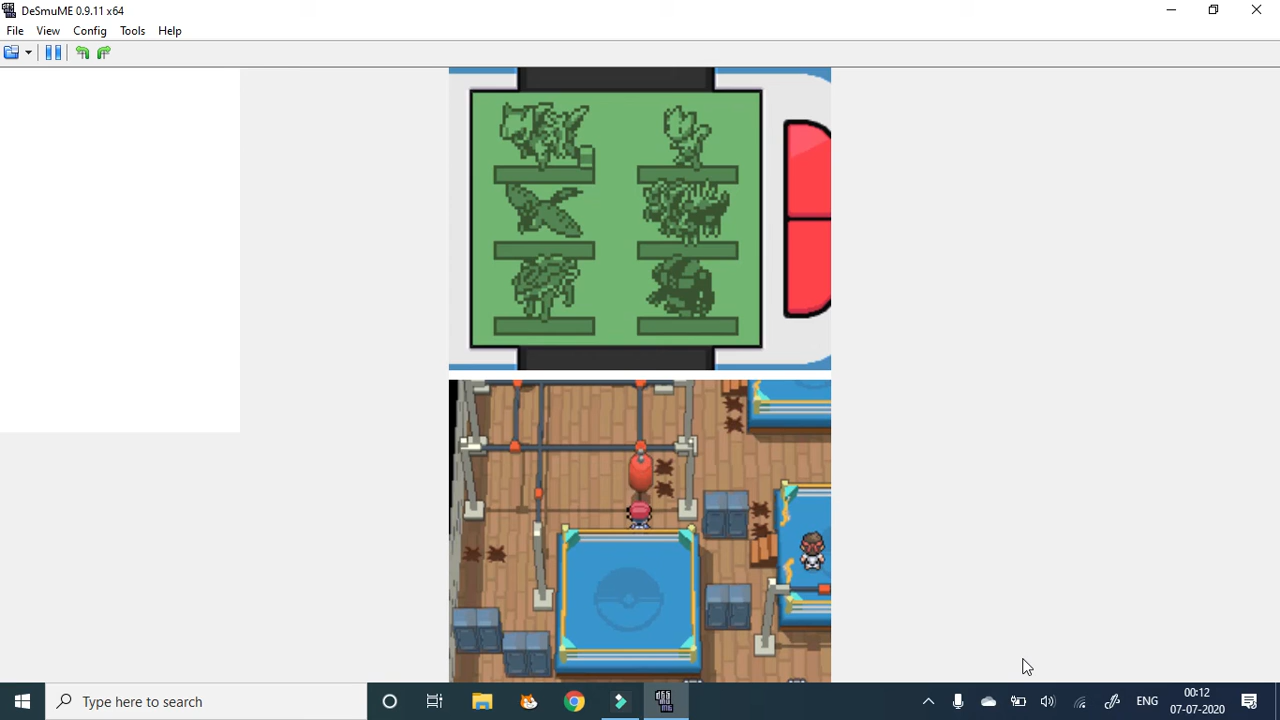 DeSmuME 0.9.11 x64
File View Config Tools Help
Type here to search
ENG
00:12
07-07-2020